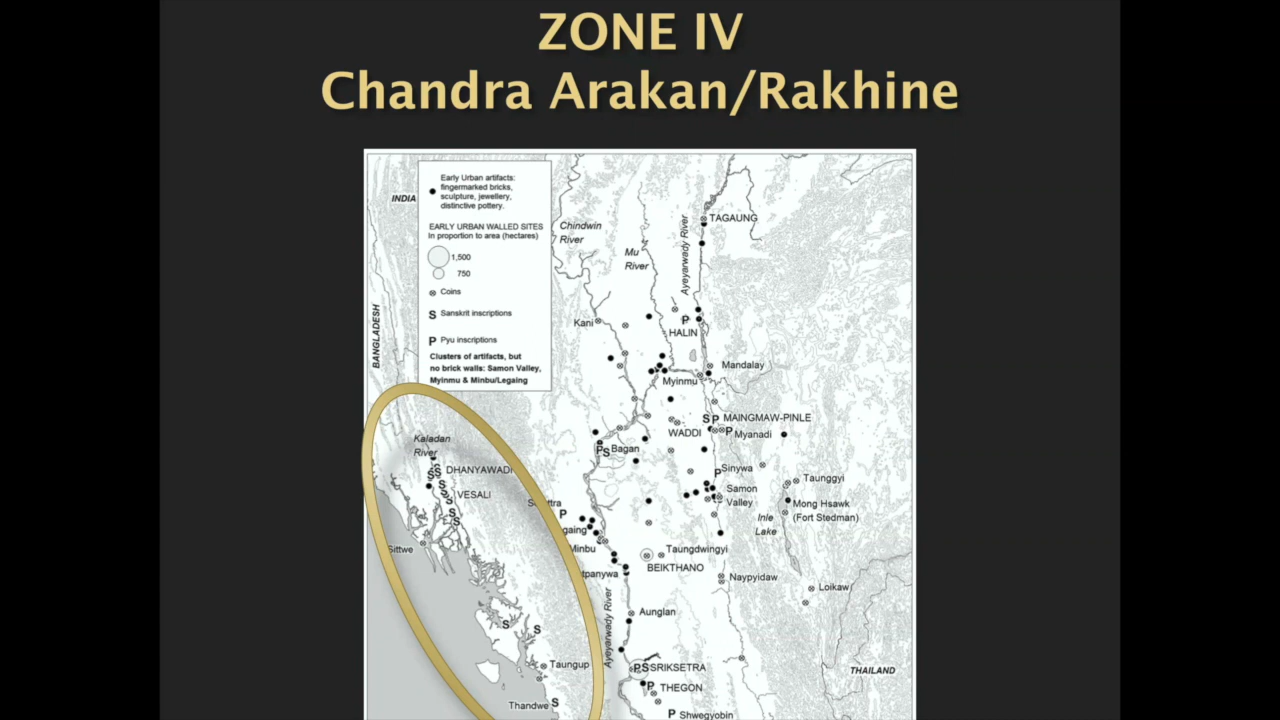 ZONE IV
Chandra Arakan/Rakhine
Early Urban artifacts:
fingermarked bricks,
sculpture, jewellery,
distinctive pottery.
EARLY URBAN WALLED SITES
In proportion to area (hectares)
1,500
750
Coins
S Sanskrit inscriptions
P Pyu inscriptions
Clusters of artifacts, but
no brick walls: Samon Valley,
Myinmu & Minbu/Legaing
INDIA
BANGLADESH
Chindwin
River
Mu
River
Ayeyarwady River
TAGAUNG
Kani
P
HALIN
Mandalay
Myinmu
S P MAINGMAW-PINLE
WADDI
P Myanadi
PS Bagan
Kaladan
River
S S
DHANYAWADI
S
S
VESALI
S
S
P
Sinywa
Samon
Valley
Taunggyi
Mong Hsawk
(Fort Stedman)
Inle
Lake
P
gaing
Minbu
Sittwe
Taungdwingyi
BEIKTHANO
tpanywa
Naypyidaw
Loikaw
Ayeyarwady River
Aunglan
S
S
Taungup
PS SRIKSETRA
P THEGON
THAILAND
Thandwe S
P Shwegyobin